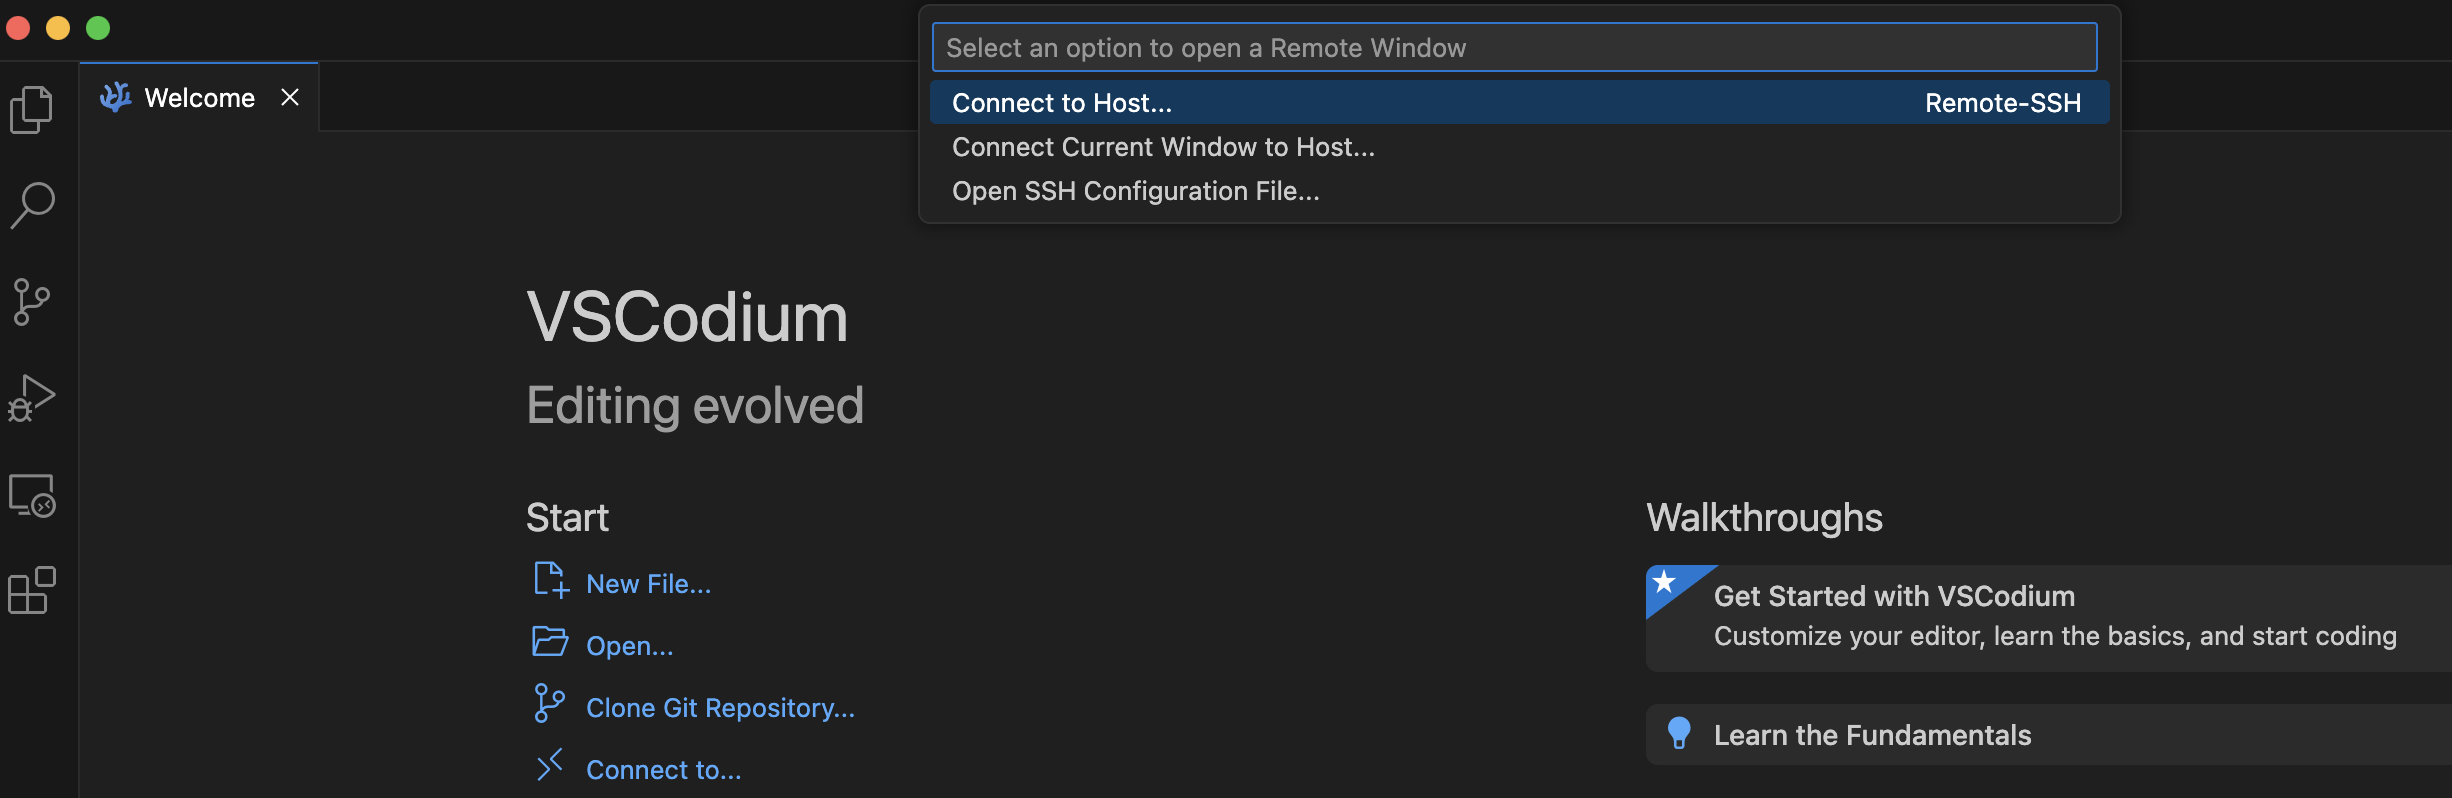 Select an option to open a Remote Window
Welcome
Connect to Host... Remote-SSH
Connect Current Window to Host...
Open SSH Configuration File...
VSCodium
Editing evolved
Start
New File...
Open...
Clone Git Repository...
Connect to...
Walkthroughs
Get Started with VSCodium
Customize your editor, learn the basics, and start coding
Learn the Fundamentals